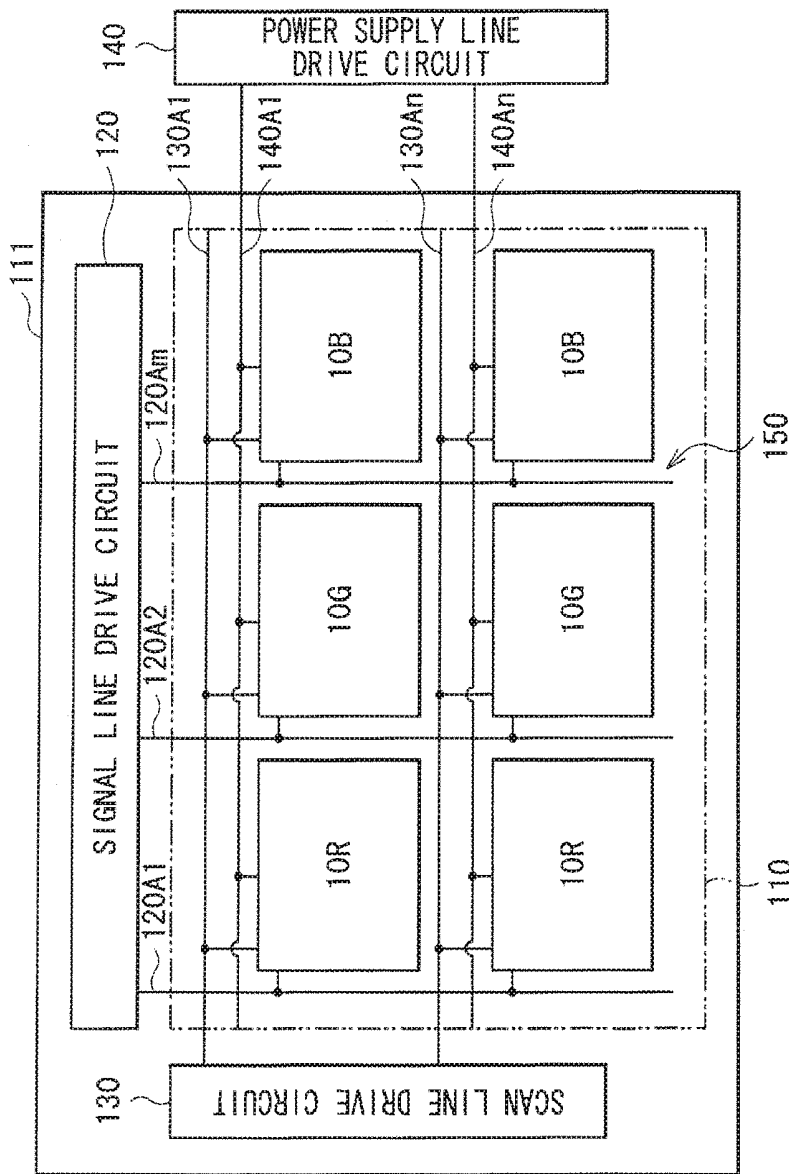 111
120
130A1
140A1
130An
140An
140
POWER SUPPLY LINE
DRIVE CIRCUIT
SIGNAL LINE DRIVE CIRCUIT
120A1
120A2
120Am
130
SCAN LINE DRIVE CIRCUIT
10R
10G
10B
10R
10G
10B
110
150